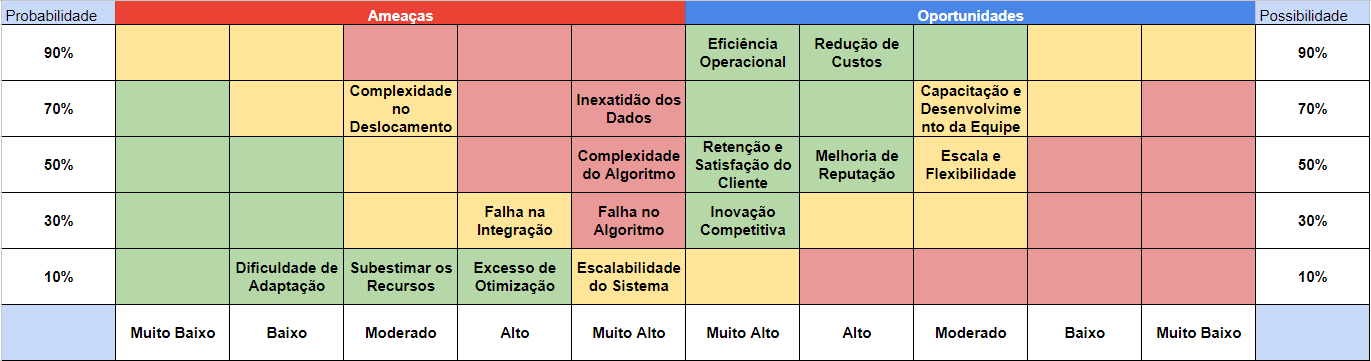 Probabilidade Ameaças Oportunidades Possibilidade
90% Eficiência Operacional Redução de Custos 90%
70% Complexidade no Deslocamento Inexatidão dos Dados Capacitação e Desenvolvimento da Equipe 70%
50% Complexidade do Algoritmo Retenção e Satisfação do Cliente Melhoria de Reputação Escala e Flexibilidade 50%
30% Falha na Integração Falha no Algoritmo Inovação Competitiva 30%
10% Dificuldade de Adaptação Subestimar os Recursos Excesso de Otimização Escalabilidade do Sistema 10%
Muito Baixo Baixo Moderado Alto Muito Alto Muito Alto Alto Moderado Baixo Muito Baixo